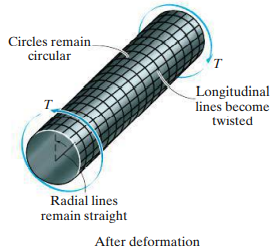 Circles remain
circular
T
Longitudinal
lines become
twisted
T
Radial lines
remain straight
After deformation